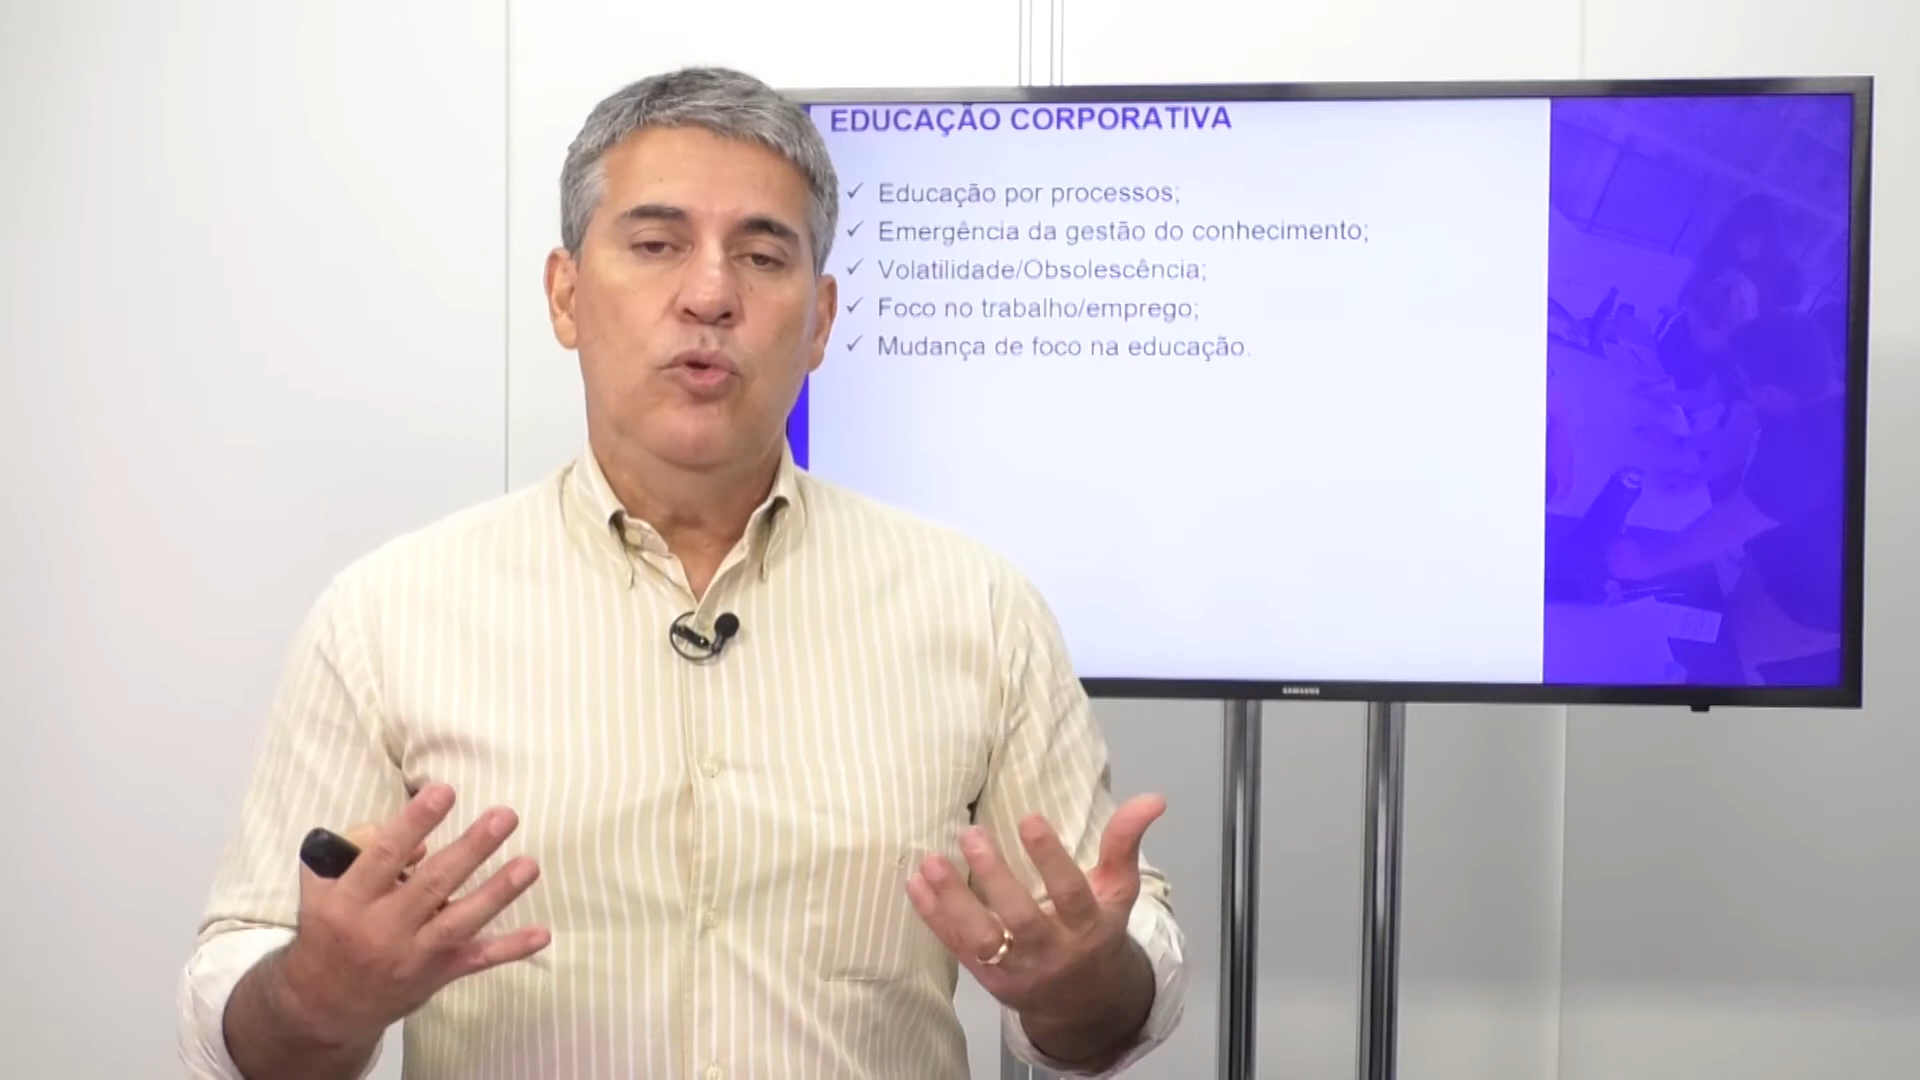 EDUCAÇÃO CORPORATIVA
✓ Educação por processos;
✓ Emergência da gestão do conhecimento;
✓ Volatilidade/Obsolescência;
✓ Foco no trabalho/emprego;
✓ Mudança de foco na educação.
SAMSUNG